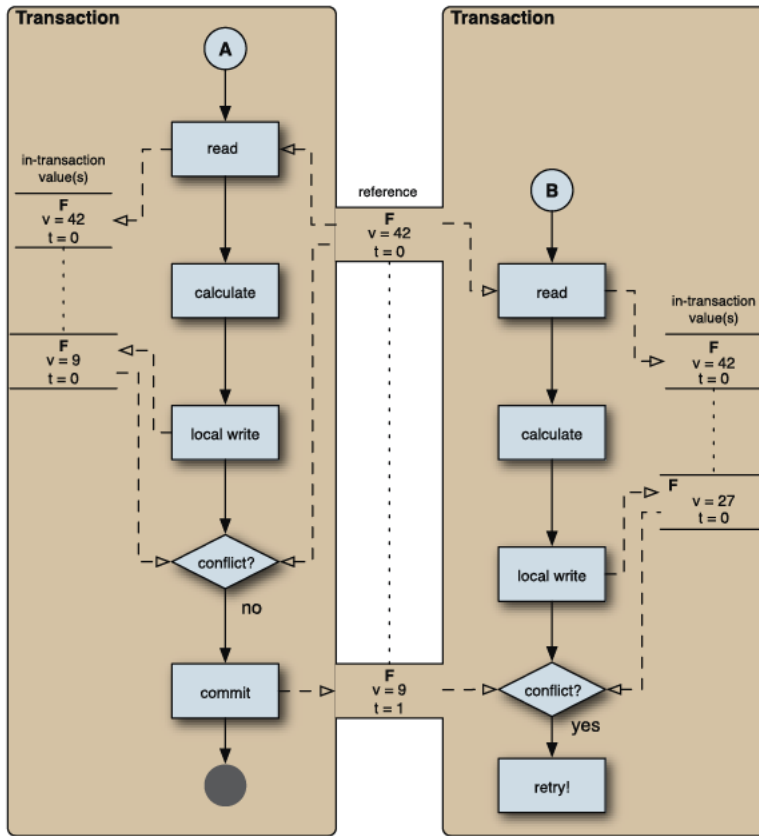 Transaction
A
read
in-transaction
value(s)
F
v = 42
t = 0
calculate
F
v = 9
t = 0
local write
conflict?
no
commit
reference
F
v = 42
t = 0
F
v = 9
t = 1
Transaction
B
read
in-transaction
value(s)
F
v = 42
t = 0
calculate
F
v = 27
t = 0
local write
conflict?
yes
retry!